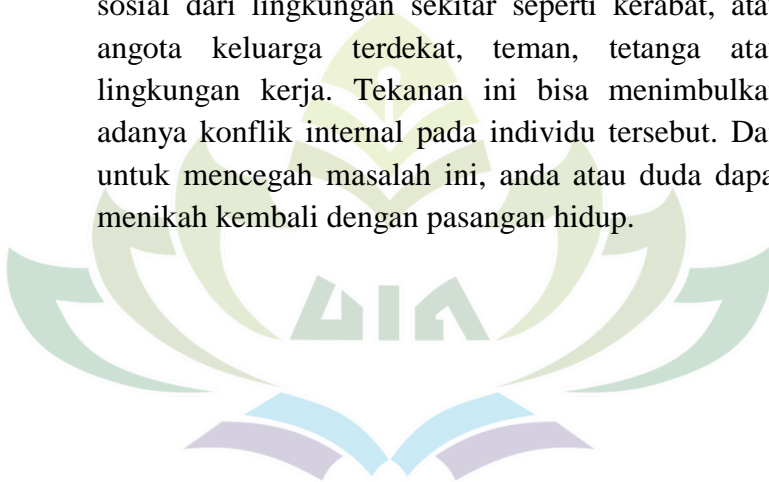 sosial dari lingkungan sekitar seperti kerabat, ata
angota keluarga terdekat, teman, tetanga ata
lingkungan kerja. Tekanan ini bisa menimbulka
adanya konflik internal pada individu tersebut. Da
untuk mencegah masalah ini, anda atau duda dapa
menikah kembali dengan pasangan hidup.
UIN